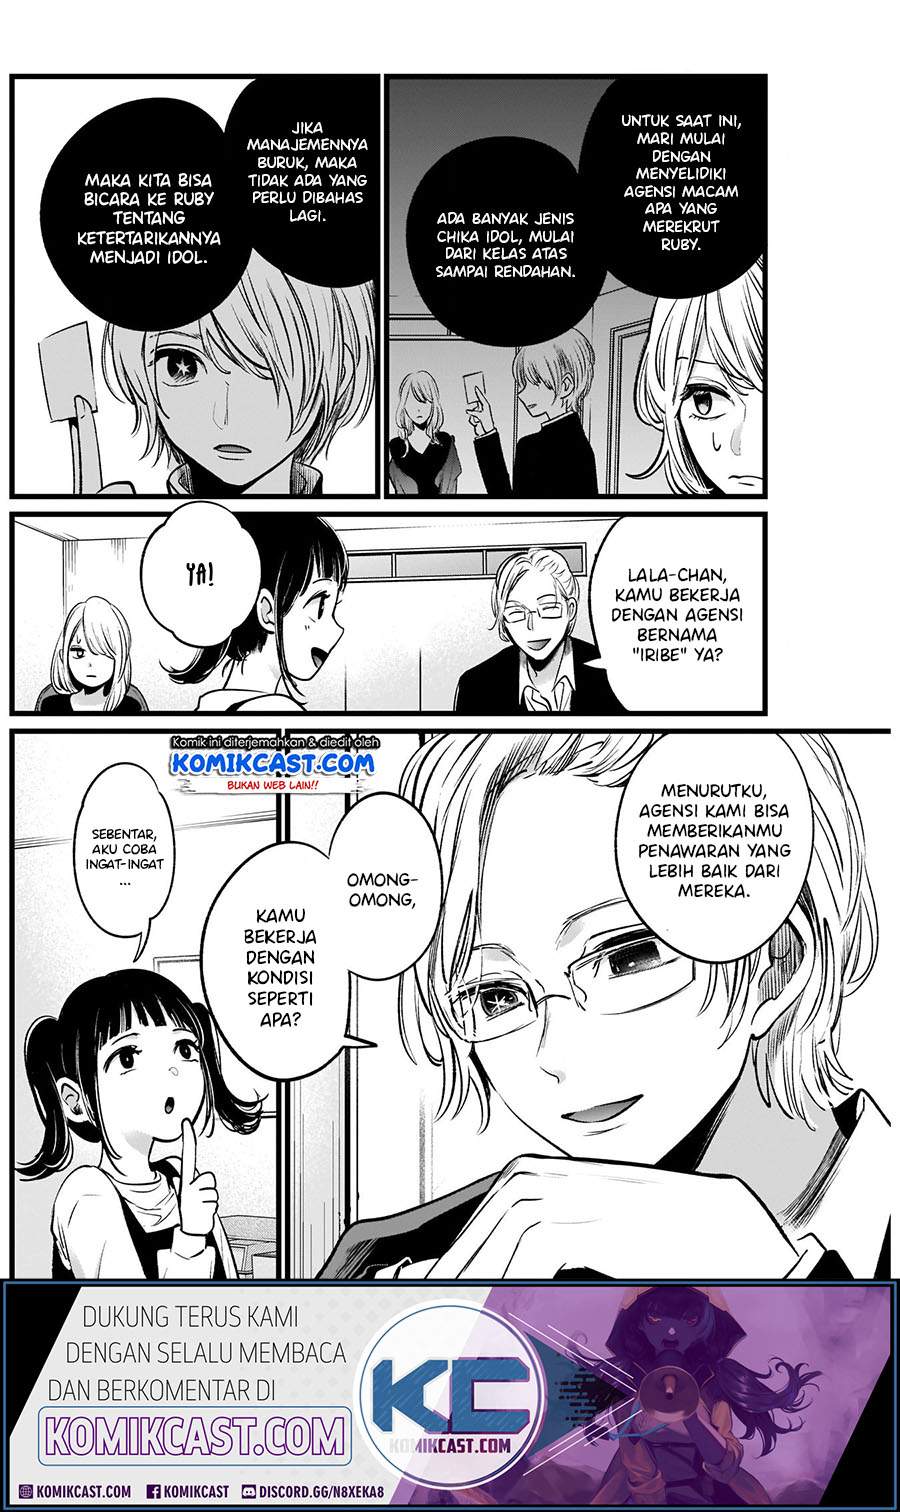 UNTUK SAAT INI,
MARI MULAI
DENGAN
MENYELIDIKI
AGENSI MACAM
APA YANG
MEREKRUT
RUBY.
ADA BANYAK JENIS
CHIKA IDOL, MULAI
DARI KELAS ATAS
SAMPAI RENDAHAN.
JIKA
MANAJEMENNYA
BURUK, MAKA
TIDAK ADA YANG
PERLU DIBAHAS
LAGI.
MAKA KITA BISA
BICARA KE RUBY
TENTANG
KETERTARIKANNYA
MENJADI IDOL.
LALA-CHAN,
KAMU BEKERJA
DENGAN AGENSI
BERNAMA
"IRIBE" YA?
YA!
MENURUTKU,
AGENSI KAMI BISA
MEMBERIKANMU
PENAWARAN YANG
LEBIH BAIK DARI
MEREKA.
OMONG-
OMONG,
KAMU
BEKERJA
DENGAN
KONDISI
SEPERTI
APA?
Komik ini diterjemahkan & diedit oleh
KOMIKCAST.COM
BUKAN WEB LAIN!!
SEBENTAR,
AKU COBA
INGAT-INGAT
...
DUKUNG TERUS KAMI
DENGAN SELALU MEMBACA
DAN BERKOMENTAR DI
KOMIKCAST.COM
KC
KOMIKCAST.COM
KOMIKCAST.COM KOMIKCAST DISCORD.GG/N8XEKA8